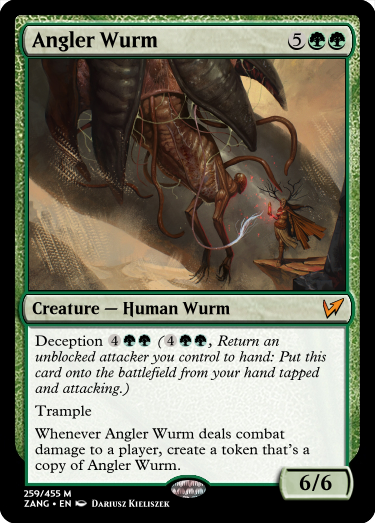 Angler Wurm 5
Creature — Human Wurm
Deception 4 (4, Return an
unblocked attacker you control to hand: Put this
card onto the battlefield from your hand tapped
and attacking.)
Trample
Whenever Angler Wurm deals combat
damage to a player, create a token that's a
copy of Angler Wurm.
6/6
259/455 M
ZANG • EN DARIUSZ KIELISZEK